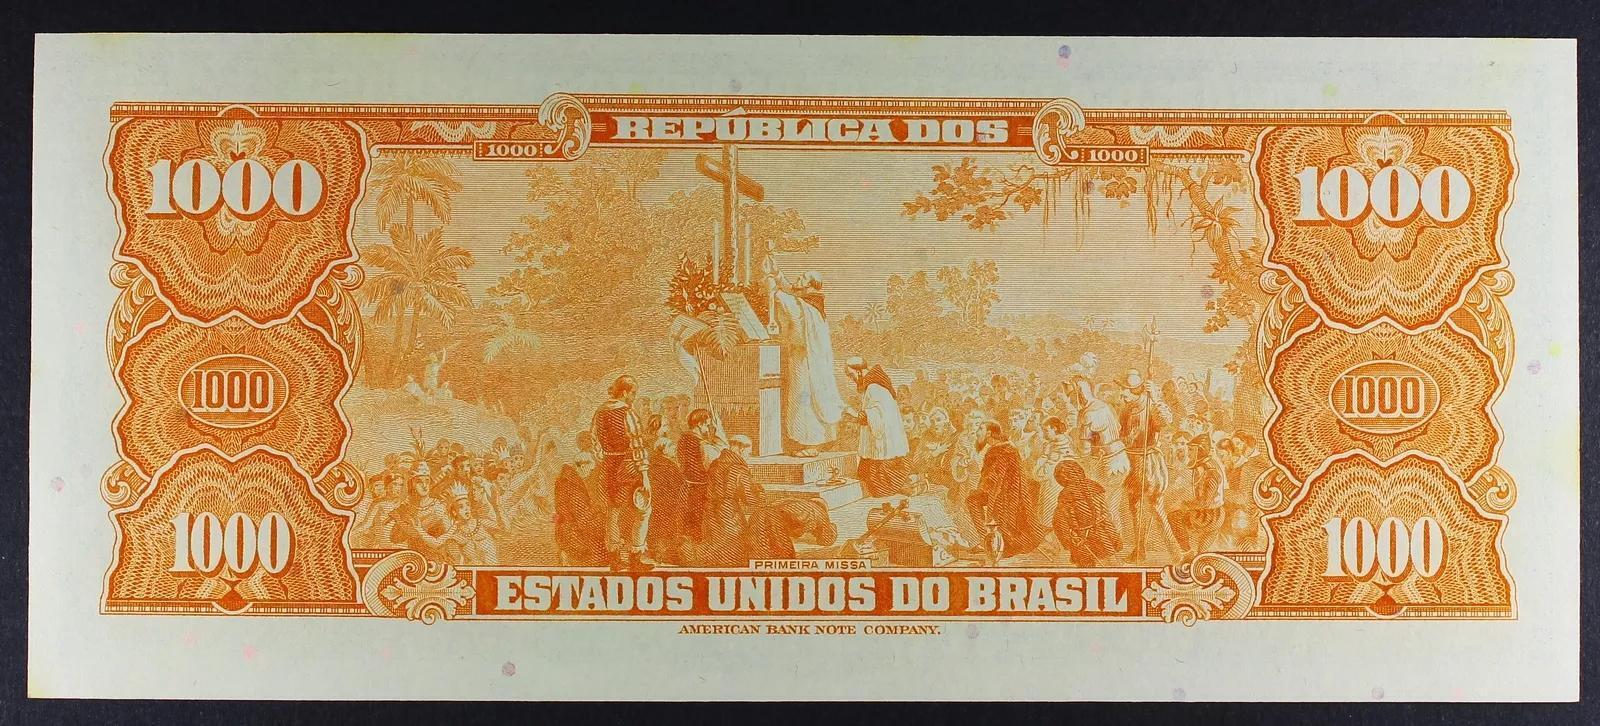 REPÚBLICA DOS
1000 1000
1000 1000
1000 1000
1000 1000
PRIMEIRA MISSA
ESTADOS UNIDOS DO BRASIL
AMERICAN BANK NOTE COMPANY.